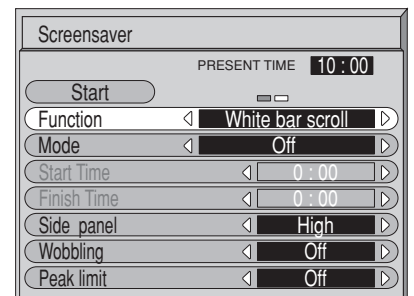 Screensaver
PRESENT TIME 10 : 00
Start
Function White bar scroll
Mode Off
Start Time 0 : 00
Finish Time 0 : 00
Side panel High
Wobbling Off
Peak limit Off